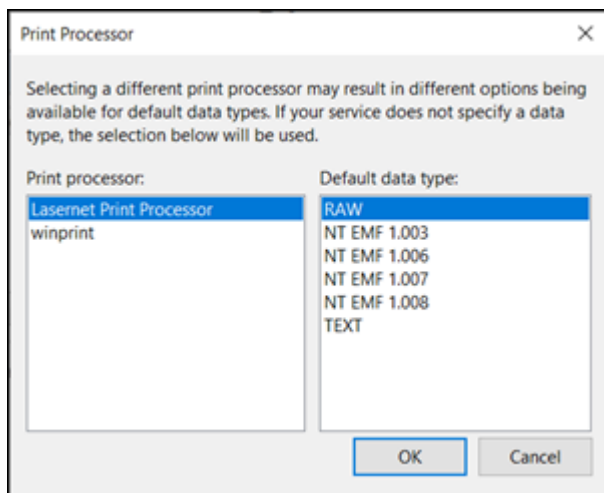 Print Processor
Selecting a different print processor may result in different options being
available for default data types. If your service does not specify a data
type, the selection below will be used.
Print processor:
Lasernet Print Processor
winprint
Default data type:
RAW
NT EMF 1.003
NT EMF 1.006
NT EMF 1.007
NT EMF 1.008
TEXT
OK
Cancel